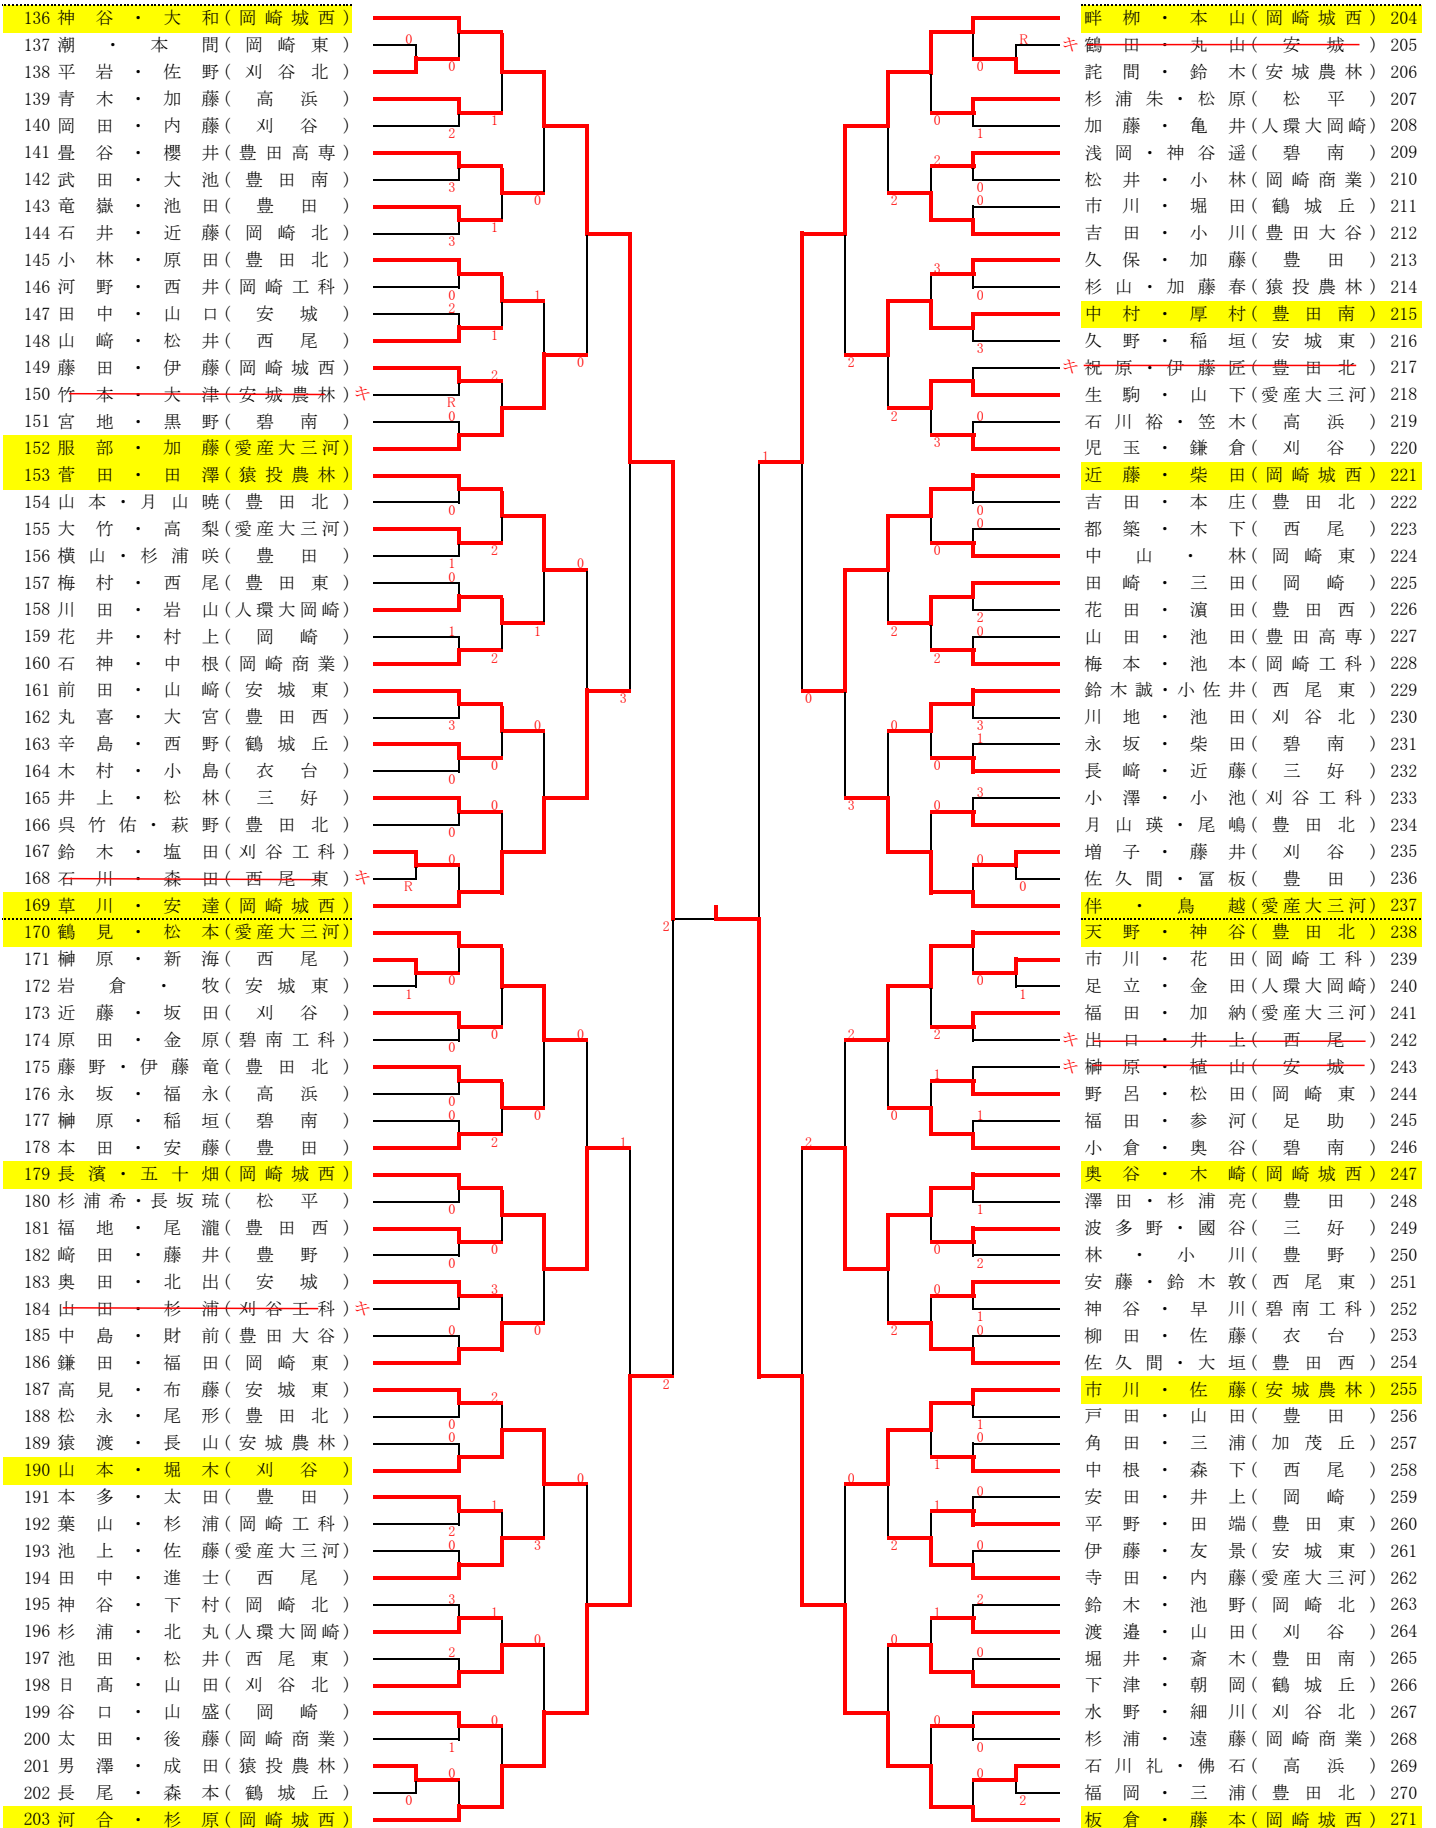 136 神谷・大和(岡崎城西)
137 潮・本間(岡崎東)
138 平岩・佐野(刈谷北)
139 青木・加藤(高浜)
140 岡田・内藤(刈谷)
141 畳谷・櫻井(豊田高専)
142 武田・大池(豊田南)
143 竜嶽・池田(豊田)
144 石井・近藤(岡崎北)
145 小林・原田(豊田北)
146 河野・西井(岡崎工科)
147 田中・山口(安城)
148 山﨑・松井(西尾)
149 藤田・伊藤(岡崎城西)
150 竹本・大津(安城農林)キ
151 宮地・黒野(碧南)
152 服部・加藤(愛産大三河)
153 菅田・田澤(猿投農林)
154 山本・月山暁(豊田北)
155 大竹・高梨(愛産大三河)
156 横山・杉浦咲(豊田)
157 梅村・西尾(豊田東)
158 川田・岩山(人環大岡崎)
159 花井・村上(岡崎)
160 石神・中根(岡崎商業)
161 前田・山﨑(安城東)
162 丸喜・大宮(豊田西)
163 辛島・西野(鶴城丘)
164 木村・小島(衣台)
165 井上・松林(三好)
166 呉竹佑・萩野(豊田北)
167 鈴木・塩田(刈谷工科)
168 石川・森田(西尾東)キ
169 草川・安達(岡崎城西)
170 鶴見・松本(愛産大三河)
171 榊原・新海(西尾)
172 岩倉・牧(安城東)
173 近藤・坂田(刈谷)
174 原田・金原(碧南工科)
175 藤野・伊藤竜(豊田北)
176 永坂・福永(高浜)
177 榊原・稲垣(碧南)
178 本田・安藤(豊田)
179 長濱・五十畑(岡崎城西)
180 杉浦希・長坂琉(松平)
181 福地・尾瀧(豊田西)
182 﨑田・藤井(豊野)
183 奥田・北出(安城)
184 山田・杉浦(刈谷工科)キ
185 中島・財前(豊田大谷)
186 鎌田・福田(岡崎東)
187 高見・布藤(安城東)
188 松永・尾形(豊田北)
189 猿渡・長山(安城農林)
190 山本・堀木(刈谷)
191 本多・太田(豊田)
192 葉山・杉浦(岡崎工科)
193 池上・佐藤(愛産大三河)
194 田中・進士(西尾)
195 神谷・下村(岡崎北)
196 杉浦・北丸(人環大岡崎)
197 池田・松井(西尾東)
198 日髙・山田(刈谷北)
199 谷口・山盛(岡崎)
200 太田・後藤(岡崎商業)
201 男澤・成田(猿投農林)
202 長尾・森本(鶴城丘)
203 河合・杉原(岡崎城西)
畔柳・本山(岡崎城西) 204
キ 鶴田・丸山(安城) 205
詫間・鈴木(安城農林) 206
杉浦朱・松原(松平) 207
加藤・亀井(人環大岡崎) 208
浅岡・神谷遥(碧南) 209
松井・小林(岡崎商業) 210
市川・堀田(鶴城丘) 211
吉田・小川(豊田大谷) 212
久保・加藤(豊田) 213
杉山・加藤春(猿投農林) 214
中村・厚村(豊田南) 215
久野・稲垣(安城東) 216
キ 祝原・伊藤匠(豊田北) 217
生駒・山下(愛産大三河) 218
石川裕・笠木(高浜) 219
児玉・鎌倉(刈谷) 220
近藤・柴田(岡崎城西) 221
吉田・本庄(豊田北) 222
都築・木下(西尾) 223
中山・林(岡崎東) 224
田崎・三田(岡崎) 225
花田・濵田(豊田西) 226
山田・池田(豊田高専) 227
梅本・池本(岡崎工科) 228
鈴木誠・小佐井(西尾東) 229
川地・池田(刈谷北) 230
永坂・柴田(碧南) 231
長﨑・近藤(三好) 232
小澤・小池(刈谷工科) 233
月山瑛・尾嶋(豊田北) 234
増子・藤井(刈谷) 235
佐久間・冨板(豊田) 236
伴・鳥越(愛産大三河) 237
天野・神谷(豊田北) 238
市川・花田(岡崎工科) 239
足立・金田(人環大岡崎) 240
福田・加納(愛産大三河) 241
キ 出口・井上(西尾) 242
キ 榊原・植山(安城) 243
野呂・松田(岡崎東) 244
福田・参河(足助) 245
小倉・奥谷(碧南) 246
奥谷・木崎(岡崎城西) 247
澤田・杉浦亮(豊田) 248
波多野・國谷(三好) 249
林・小川(豊野) 250
安藤・鈴木敦(西尾東) 251
神谷・早川(碧南工科) 252
柳田・佐藤(衣台) 253
佐久間・大垣(豊田西) 254
市川・佐藤(安城農林) 255
戸田・山田(豊田) 256
角田・三浦(加茂丘) 257
中根・森下(西尾) 258
安田・井上(岡崎) 259
平野・田端(豊田東) 260
伊藤・友景(安城東) 261
寺田・内藤(愛産大三河) 262
鈴木・池野(岡崎北) 263
渡邉・山田(刈谷) 264
堀井・斎木(豊田南) 265
下津・朝岡(鶴城丘) 266
水野・細川(刈谷北) 267
杉浦・遠藤(岡崎商業) 268
石川礼・佛石(高浜) 269
福岡・三浦(豊田北) 270
板倉・藤本(岡崎城西) 271